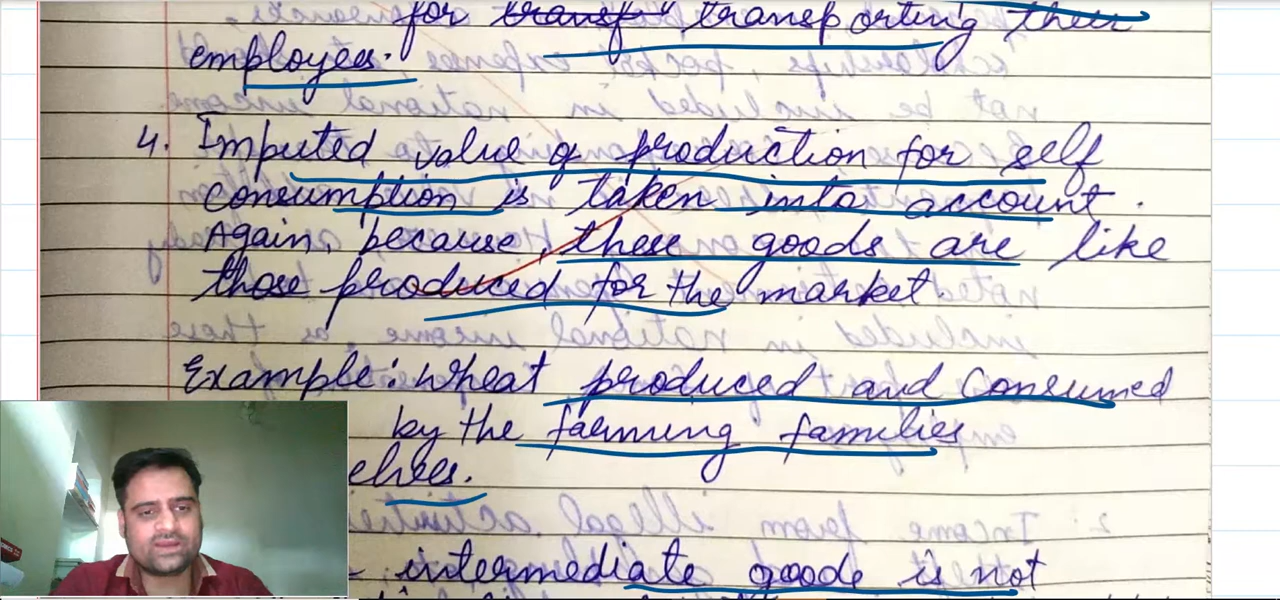 for transf transporting their
employees.
4. Imputed value of production for self
consumption is taken into account.
Again, because, these goods are like
those produced for the market.
Example: wheat produced and consumed
by the farming families
elves.
intermediate goods is not